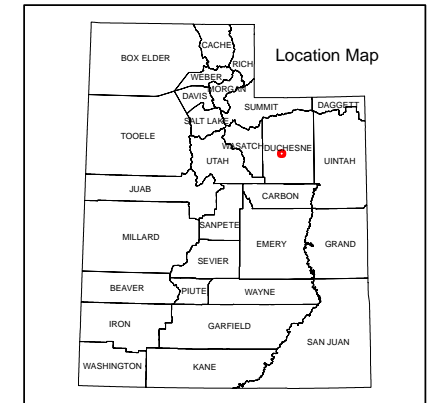 Location Map
CACHE
BOX ELDER
RICH
WEBER
MORGAN
DAVIS
SUMMIT
DAGGETT
SALT LAKE
TOOELE
WASATCH
DUCHESNE
UTAH
UINTAH
JUAB
CARBON
SANPETE
MILLARD
EMERY
GRAND
SEVIER
BEAVER
PIUTE
WAYNE
IRON
GARFIELD
SAN JUAN
WASHINGTON
KANE